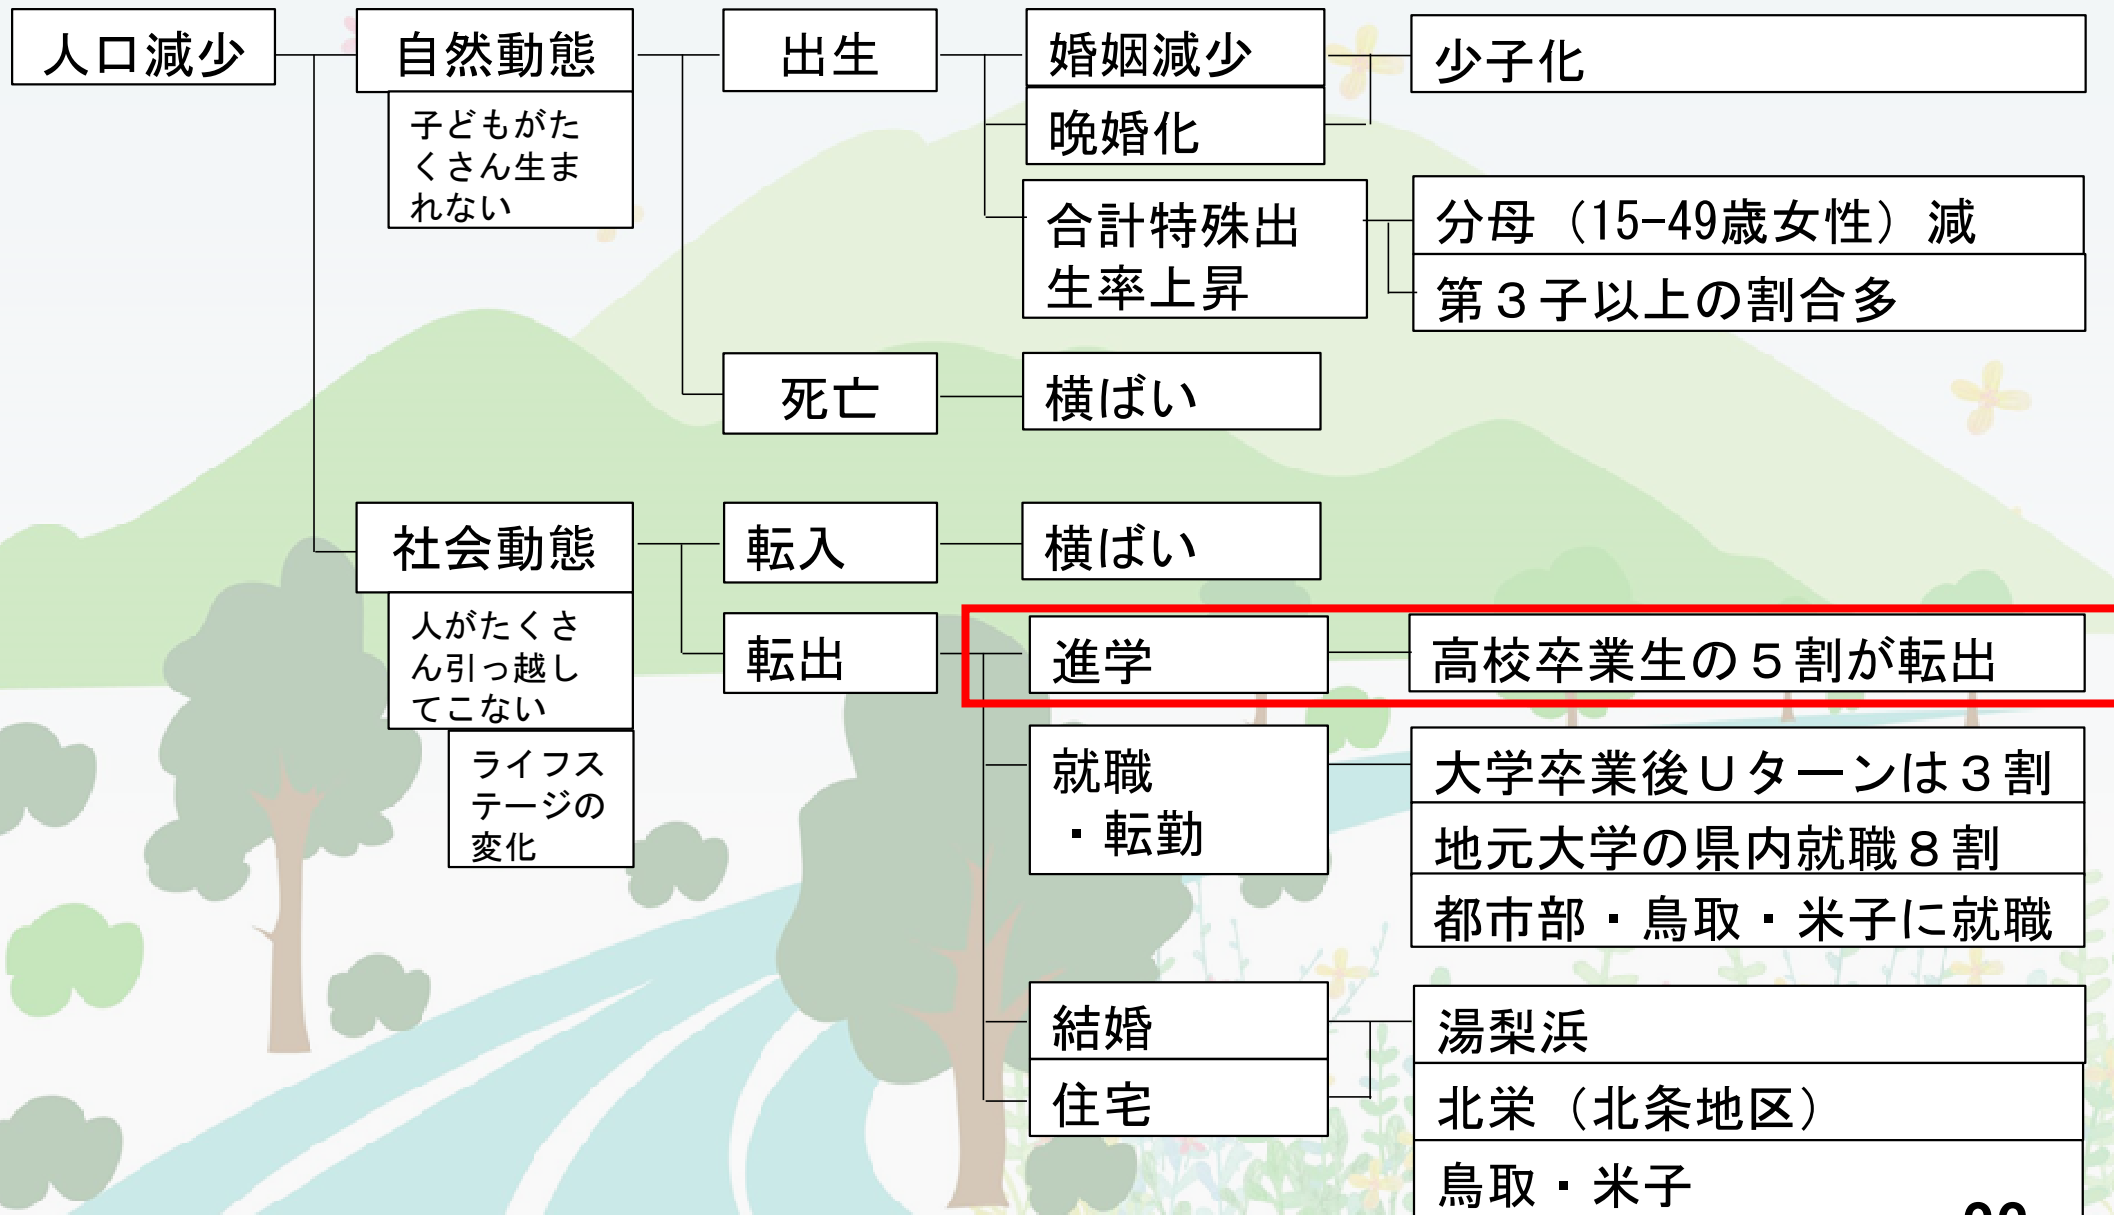 人口減少
自然動態
子どもがた
くさん生ま
れない
出生
婚姻減少
晩婚化
少子化
合計特殊出
生率上昇
分母（15-49歳女性）減
第３子以上の割合多
死亡
横ばい
社会動態
人がたくさ
ん引っ越し
てこない
ライフス
テージの
変化
転入
横ばい
転出
進学
高校卒業生の５割が転出
就職
・転勤
大学卒業後Ｕターンは３割
地元大学の県内就職８割
都市部・鳥取・米子に就職
結婚
住宅
湯梨浜
北栄（北条地区）
鳥取・米子